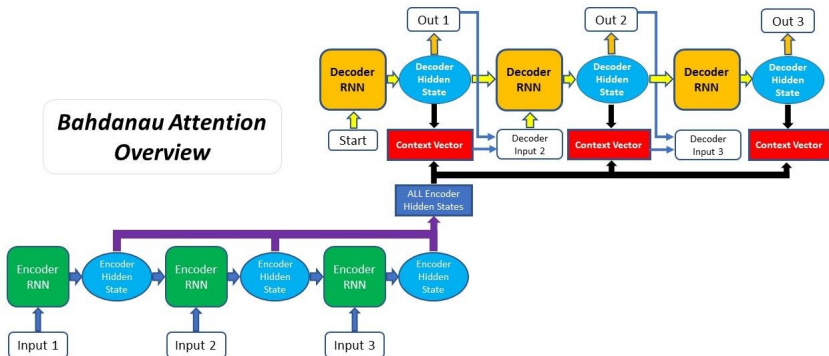 Out 1
Out 2
Out 3
Decoder
RNN
Decoder
Hidden
State
Decoder
RNN
Decoder
Hidden
State
Decoder
RNN
Decoder
Hidden
State
Bahdanau Attention
Overview
Start
Context Vector
Decoder
Input 2
Context Vector
Decoder
Input 3
Context Vector
ALL Encoder
Hidden States
Encoder
RNN
Encoder
Hidden
State
Encoder
RNN
Encoder
Hidden
State
Encoder
RNN
Encoder
Hidden
State
Input 1
Input 2
Input 3